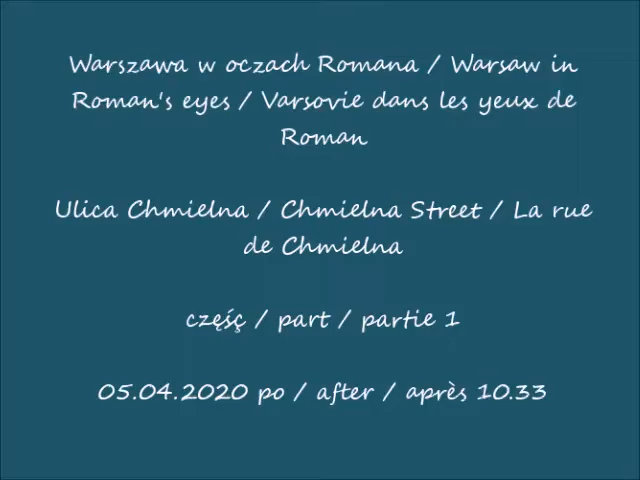 Warszawa w oczach Romana / Warsaw in
Roman's eyes / Varsovie dans les yeux de
Roman
Ulica Chmielna / Chmielna Street / La rue
de Chmielna
częśç / part / partie 1
05.04.2020 po / after / après 10.33